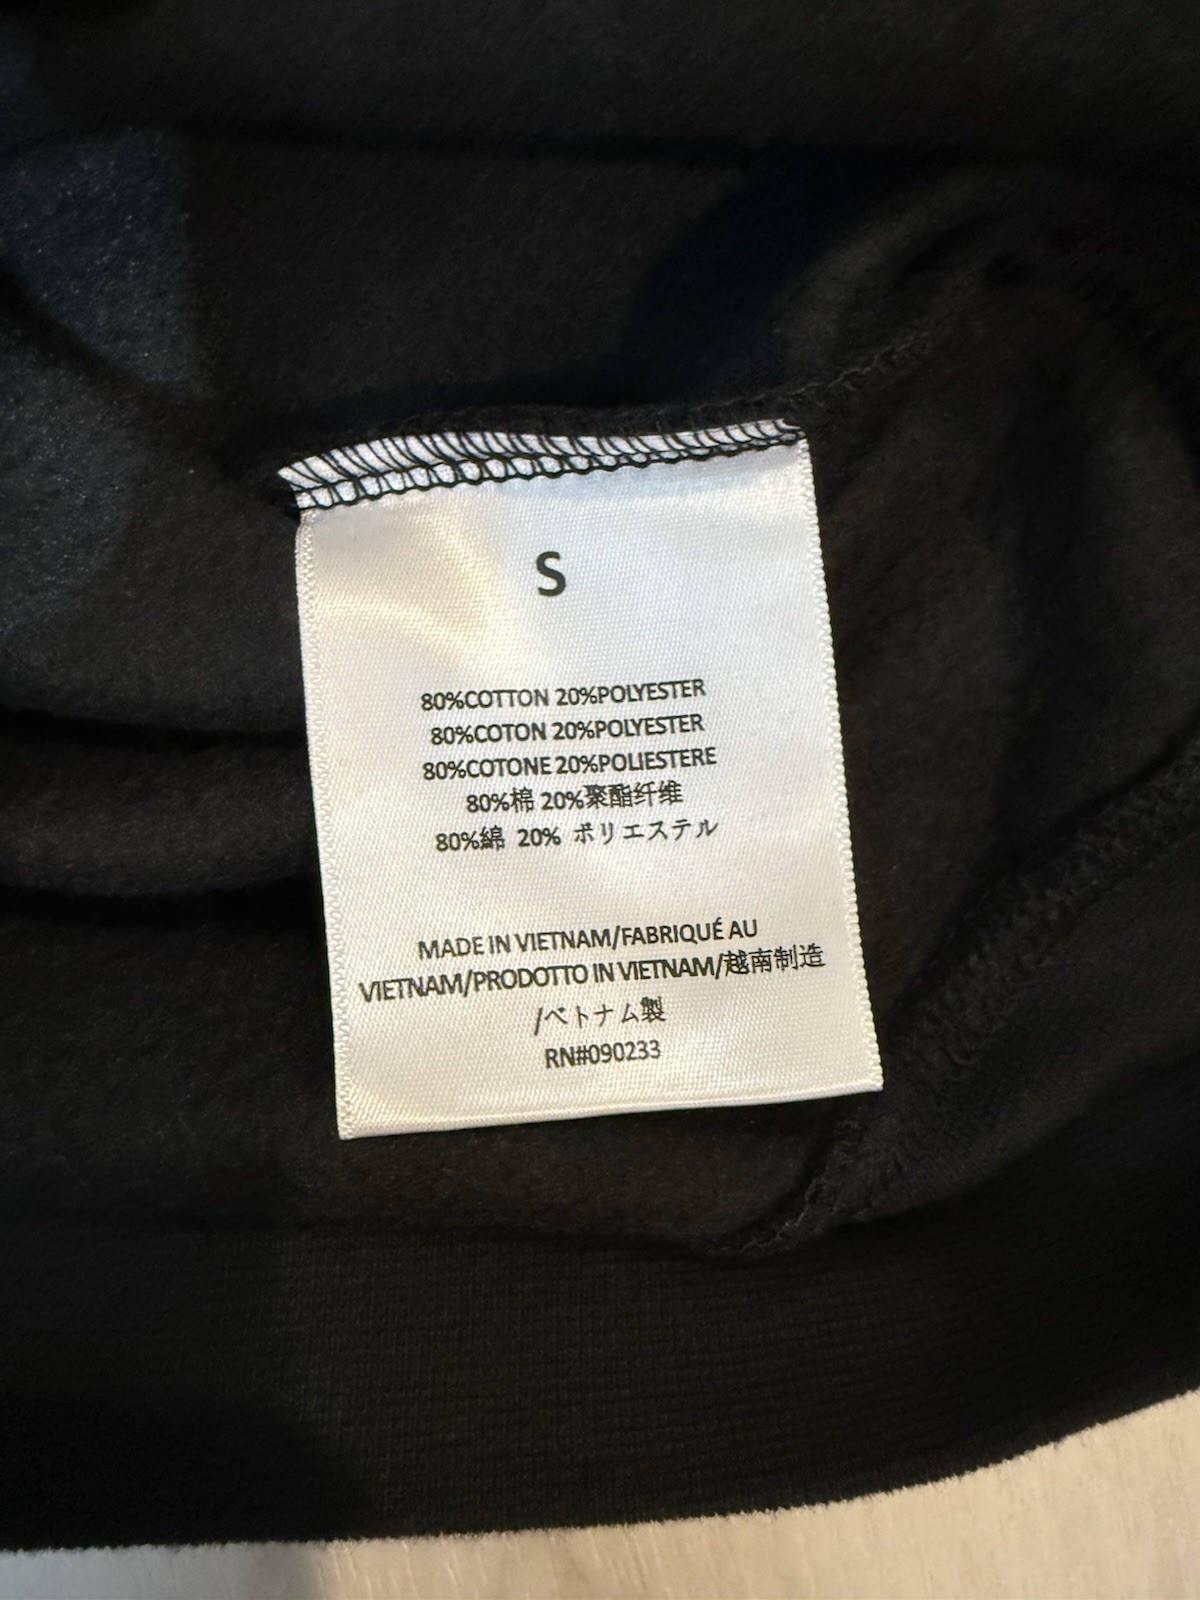 S
80%COTTON 20%POLYESTER
80%COTON 20%POLYESTER
80%COTONE 20%POLIESTERE
80%棉 20%聚酯纤维
80%綿 20% ポリエステル
MADE IN VIETNAM/FABRIQUÉ AU
VIETNAM/PRODOTTO IN VIETNAM/越南制造
/ベトナム製
RN#090233